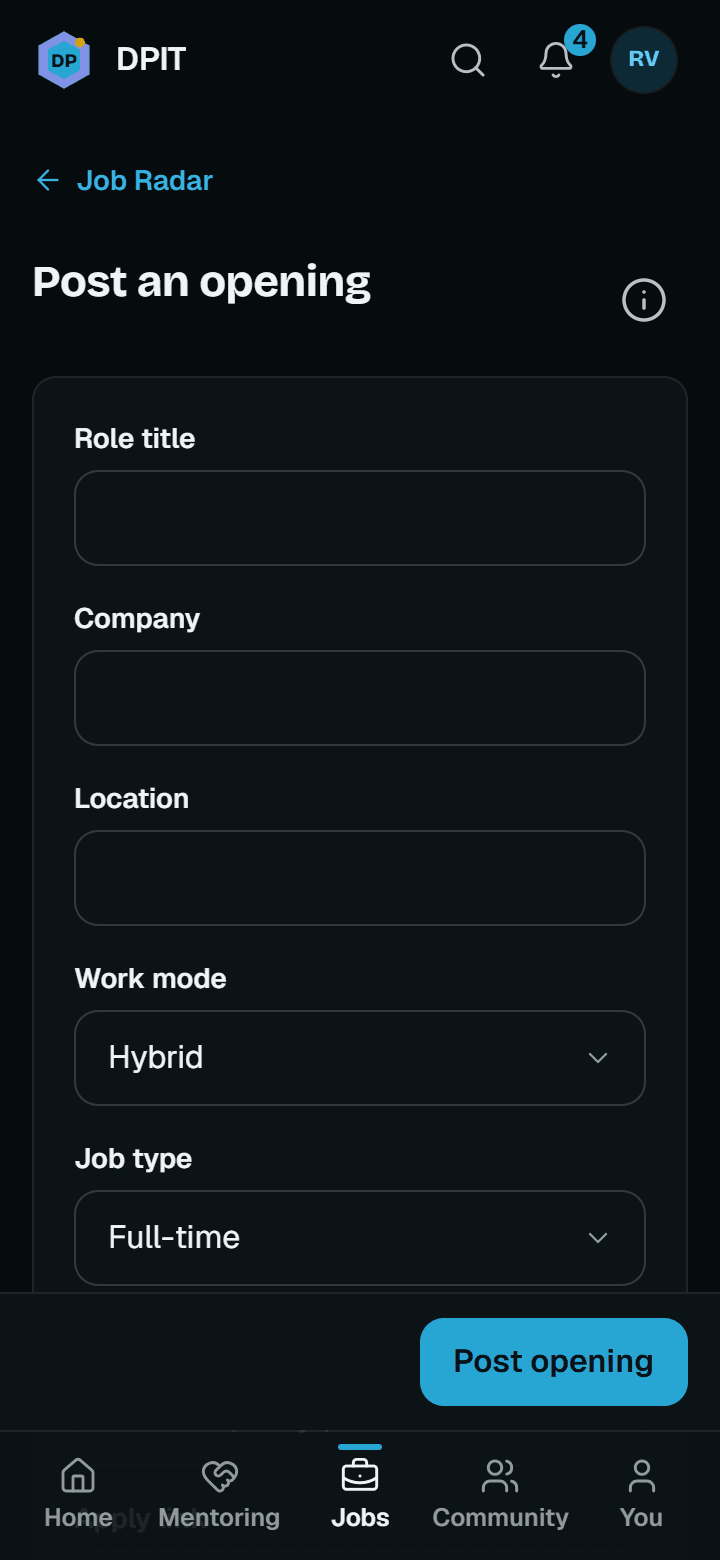 DP
DPIT
4
RV
Job Radar
Post an opening
Role title
Company
Location
Work mode
Hybrid
Job type
Full-time
Post opening
Apply
Home
Mentoring
Jobs
Community
You